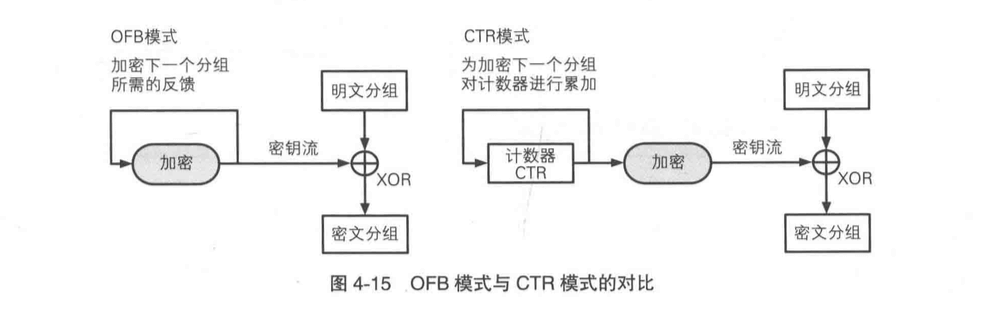 OFB模式
加密下一个分组
所需的反馈
明文分组
加密
密钥流
XOR
密文分组
CTR模式
为加密下一个分组
对计数器进行累加
明文分组
计数器
CTR
加密
密钥流
XOR
密文分组
图 4-15 OFB 模式与 CTR 模式的对比